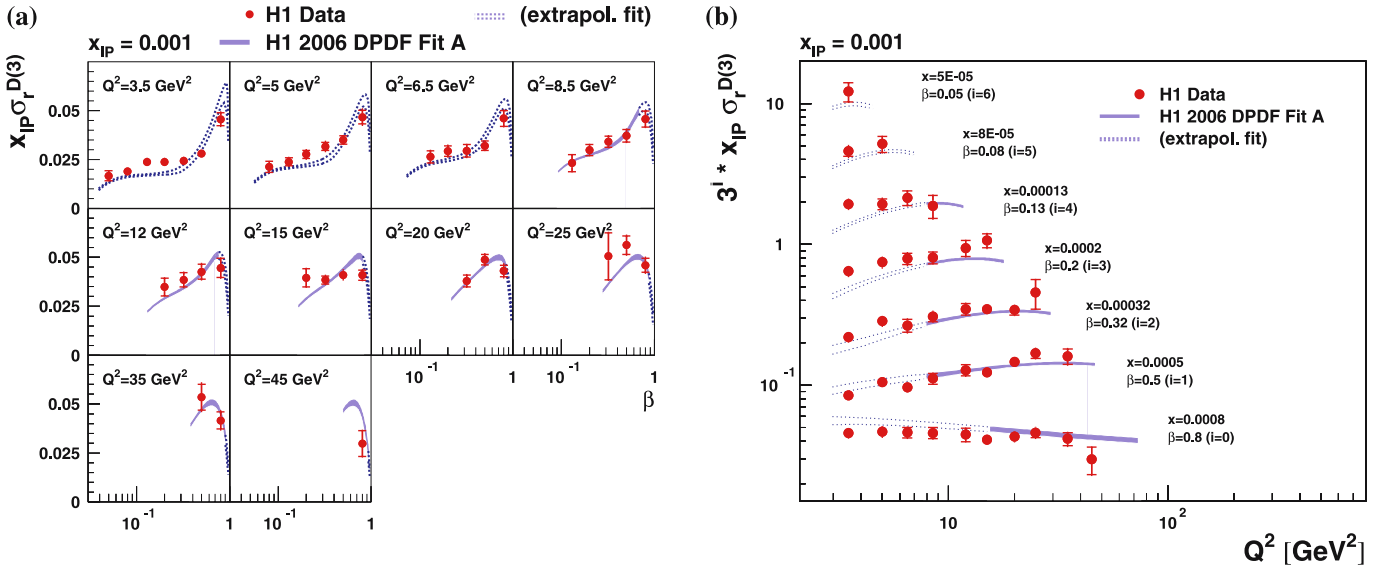 (a)
H1 Data
(extrapol. fit)
x_IP = 0.001
H1 2006 DPDF Fit A
x_IP σ_r^D(3)
Q²=3.5 GeV²
Q²=5 GeV²
Q²=6.5 GeV²
Q²=8.5 GeV²
0.05
0.025
0
Q²=12 GeV²
Q²=15 GeV²
Q²=20 GeV²
Q²=25 GeV²
0.05
0.025
0
10⁻¹
1
10⁻¹
1
β
Q²=35 GeV²
Q²=45 GeV²
0.05
0.025
0
10⁻¹
1
10⁻¹
1
(b)
x_IP = 0.001
3^i * x_IP σ_r^D(3)
10
1
10⁻¹
x=5E-05
β=0.05 (i=6)
H1 Data
H1 2006 DPDF Fit A
(extrapol. fit)
x=8E-05
β=0.08 (i=5)
x=0.00013
β=0.13 (i=4)
x=0.0002
β=0.2 (i=3)
x=0.00032
β=0.32 (i=2)
x=0.0005
β=0.5 (i=1)
x=0.0008
β=0.8 (i=0)
10
10²
Q² [GeV²]